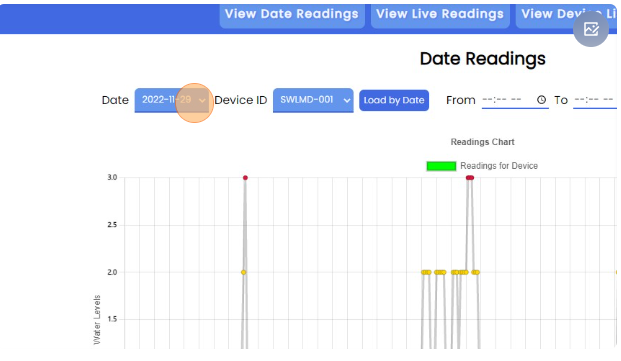 View Date Readings View Live Readings View Device Li
Date Readings
Date 2022-11-29 Device ID SWLMD-001 Load by Date From --:-- -- To --:-- --
Readings Chart
Readings for Device
3.0
2.5
2.0
1.5
Water Levels